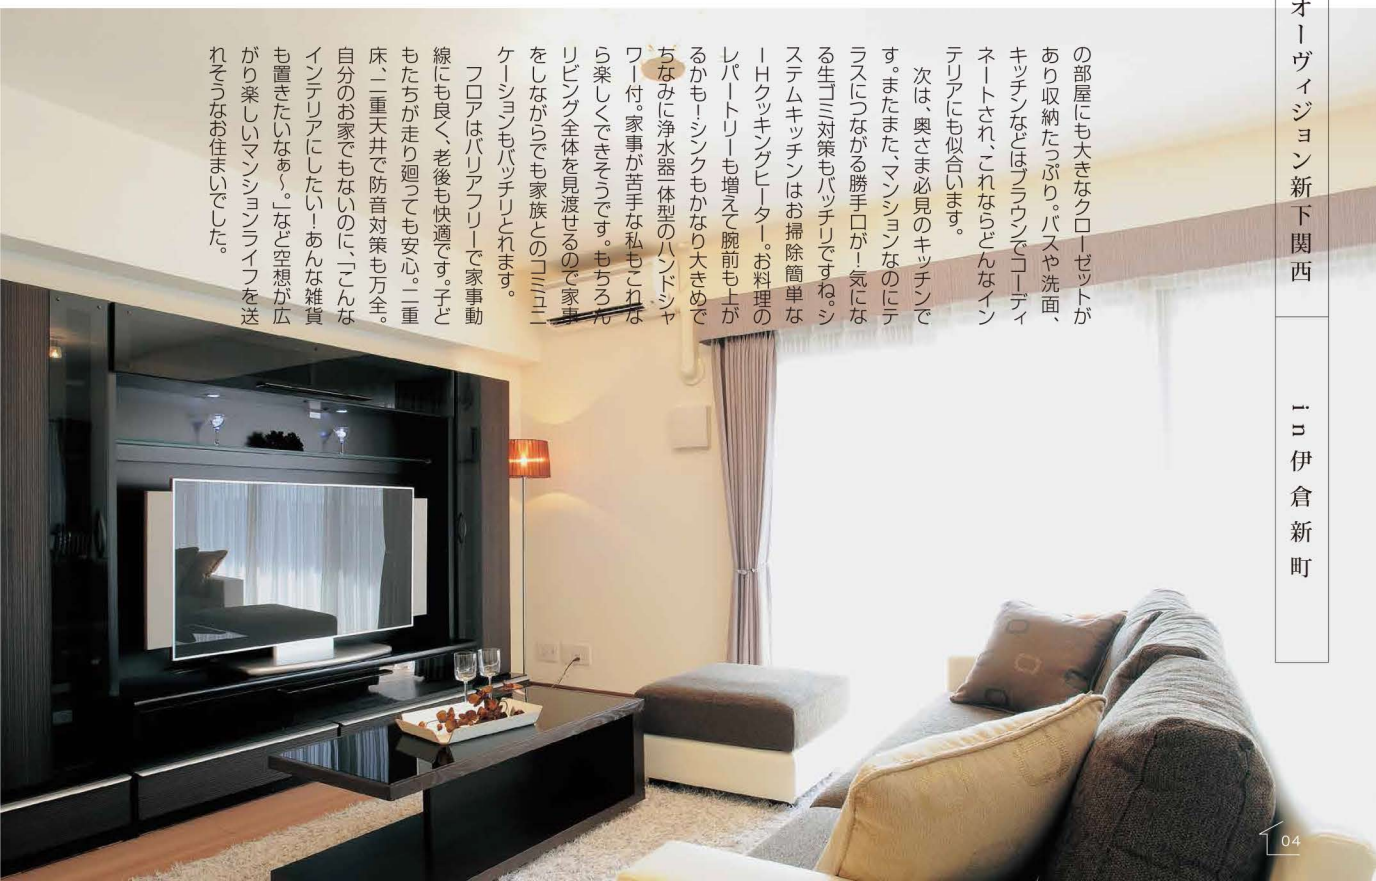 オーヴィジョン新下関西
in伊倉新町
の部屋にも大きなクローゼットが
あり収納たっぷり。バスや洗面、
キッチンなどはブラウンでコーディ
ネートされ、これならどんなイン
テリアにも似合います。
次は、奥さま必見のキッチンで
す。またまた、マンションなのにテ
ラスにつながる勝手口が!気にな
る生ゴミ対策もバッチリですね。シ
ステムキッチンはお掃除簡単な
IHクッキングヒーター。お料理の
レパートリーも増えて腕前も上が
るかも!シンクもかなり大きめで
ちなみに浄水器一体型のハンドシャ
ワー付。家事が苦手な私もこれな
ら楽しくできそうです。もちろん
リビング全体を見渡せるので家事
をしながらでも家族とのコミュニ
ケーションもバッチリとれます。
フロアはバリアフリーで家事動
線にも良く、老後も快適です。子ど
もたちが走り廻っても安心。二重
床、二重天井で防音対策も万全。
自分のお家でもないのに、「こんな
インテリアにしたい!あんな雑貨
も置きたいなぁ〜。」など空想が広
がり楽しいマンションライフを送
れそうなお住まいでした。
04